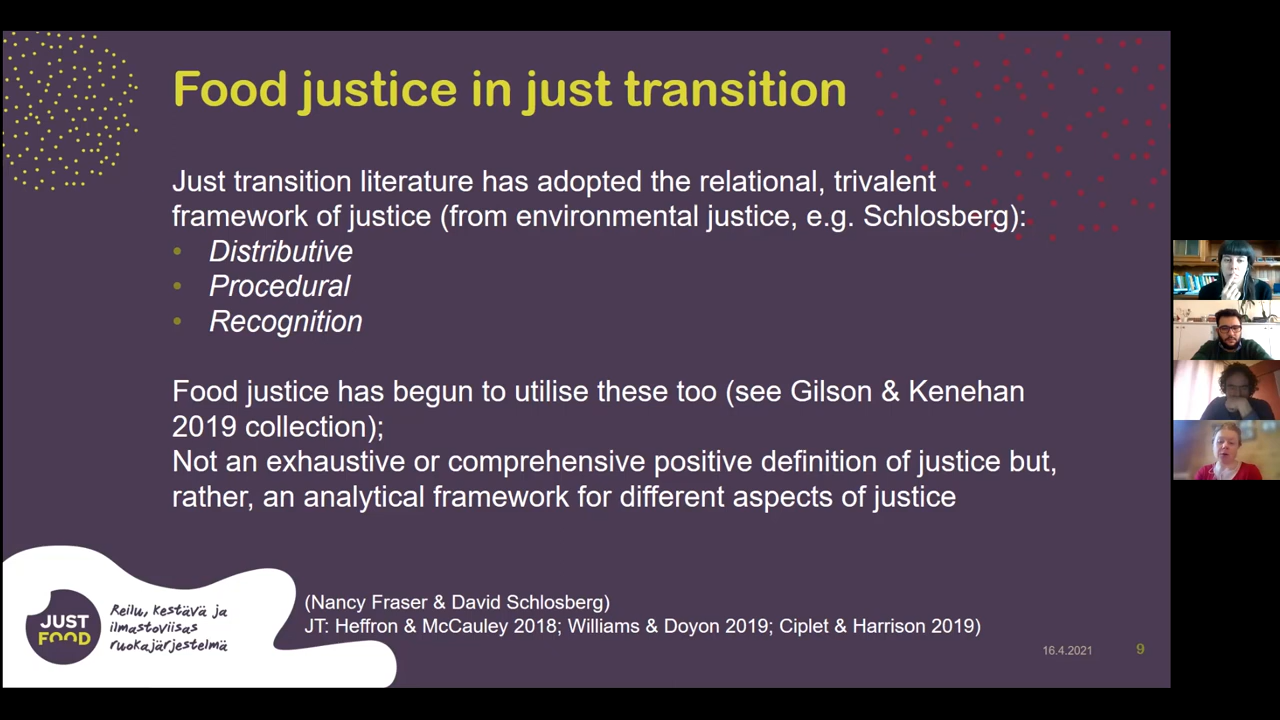 Food justice in just transition
Just transition literature has adopted the relational, trivalent
framework of justice (from environmental justice, e.g. Schlosberg):
• Distributive
• Procedural
• Recognition
Food justice has begun to utilise these too (see Gilson & Kenehan
2019 collection);
Not an exhaustive or comprehensive positive definition of justice but,
rather, an analytical framework for different aspects of justice
(Nancy Fraser & David Schlosberg)
JT: Heffron & McCauley 2018; Williams & Doyon 2019; Ciplet & Harrison 2019)
JUST
FOOD
Reilu, kestävä ja
ilmastoviisas
ruokajärjestelmä
16.4.2021
9